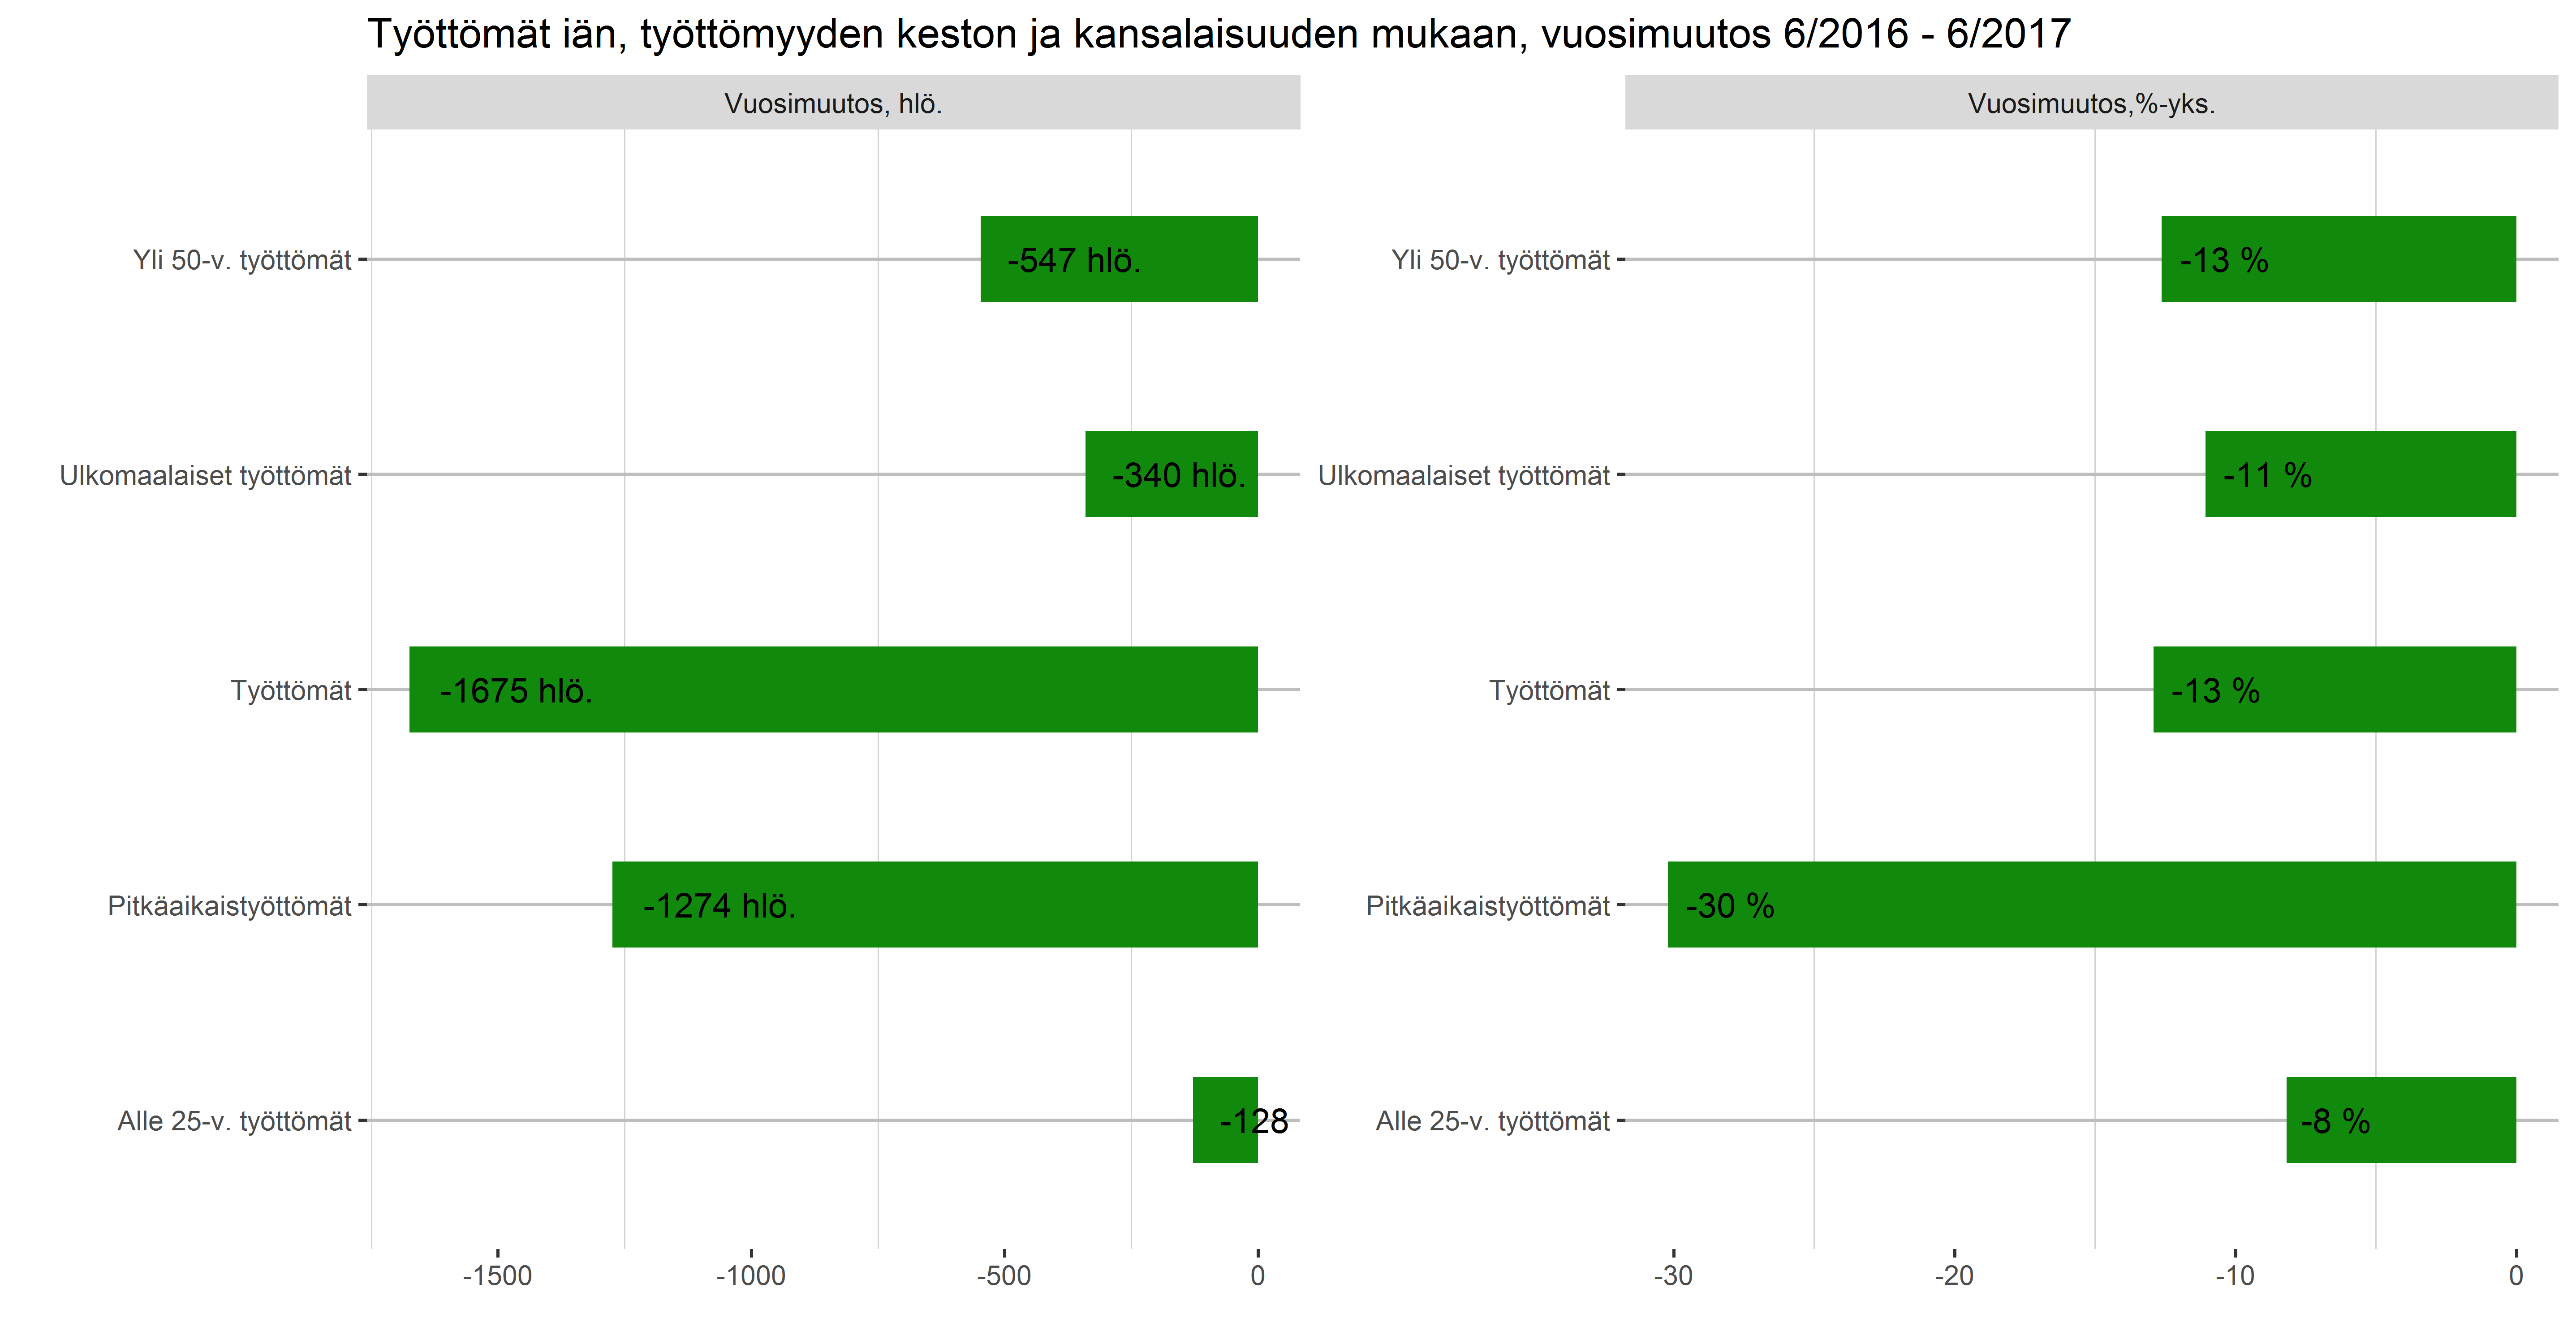 Työttömät iän, työttömyyden keston ja kansalaisuuden mukaan, vuosimuutos 6/2016 - 6/2017
Vuosimuutos, hlö.
Yli 50-v. työttömät
-547 hlö.
Ulkomaalaiset työttömät
-340 hlö.
Työttömät
-1675 hlö.
Pitkäaikaistyöttömät
-1274 hlö.
Alle 25-v. työttömät
-128
-1500 -1000 -500 0
Vuosimuutos,%-yks.
Yli 50-v. työttömät
-13 %
Ulkomaalaiset työttömät
-11 %
Työttömät
-13 %
Pitkäaikaistyöttömät
-30 %
Alle 25-v. työttömät
-8 %
-30 -20 -10 0